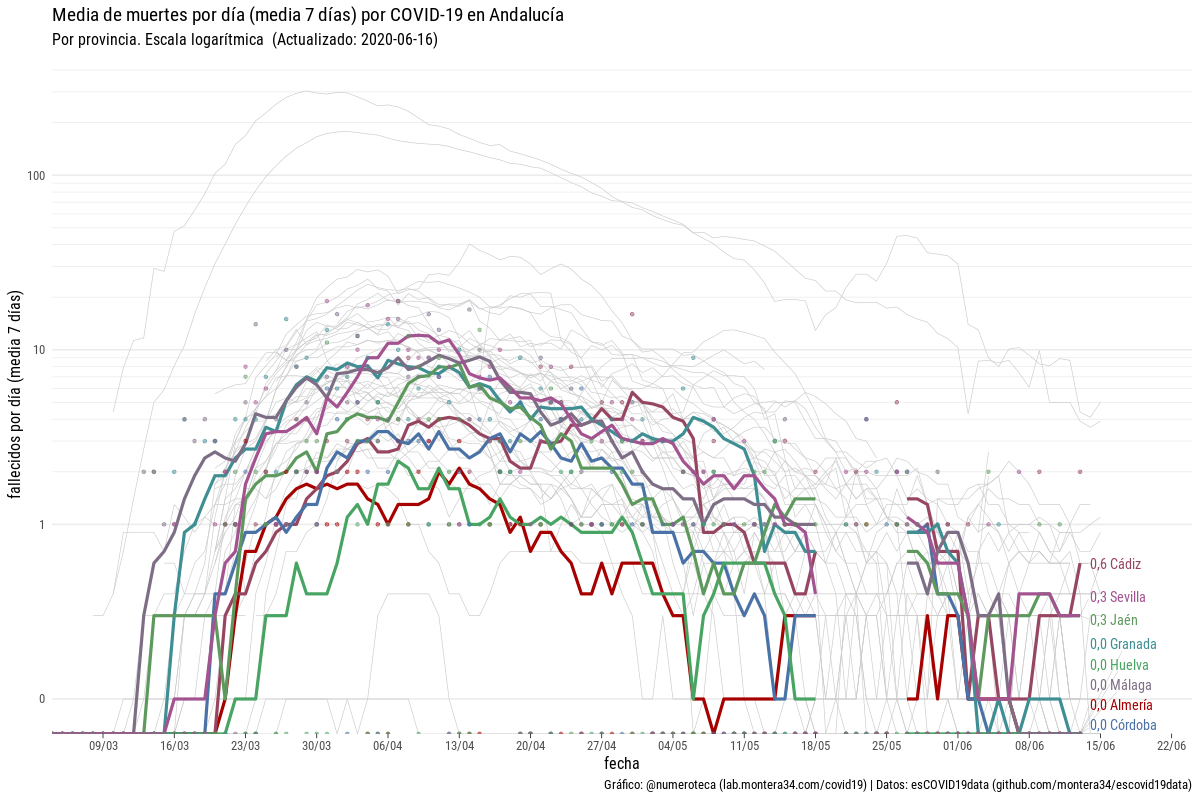 Media de muertes por día (media 7 días) por COVID-19 en Andalucía
Por provincia. Escala logarítmica (Actualizado: 2020-06-16)
fallecidos por día (media 7 días)
100
10
1
0
0,6 Cádiz
0,3 Sevilla
0,3 Jaén
0,0 Granada
0,0 Huelva
0,0 Málaga
0,0 Almería
0,0 Córdoba
09/03 16/03 23/03 30/03 06/04 13/04 20/04 27/04 04/05 11/05 18/05 25/05 01/06 08/06 15/06 22/06
fecha
Gráfico: @numeroteca (lab.montera34.com/covid19) | Datos: esCOVID19data (github.com/montera34/escovid19data)